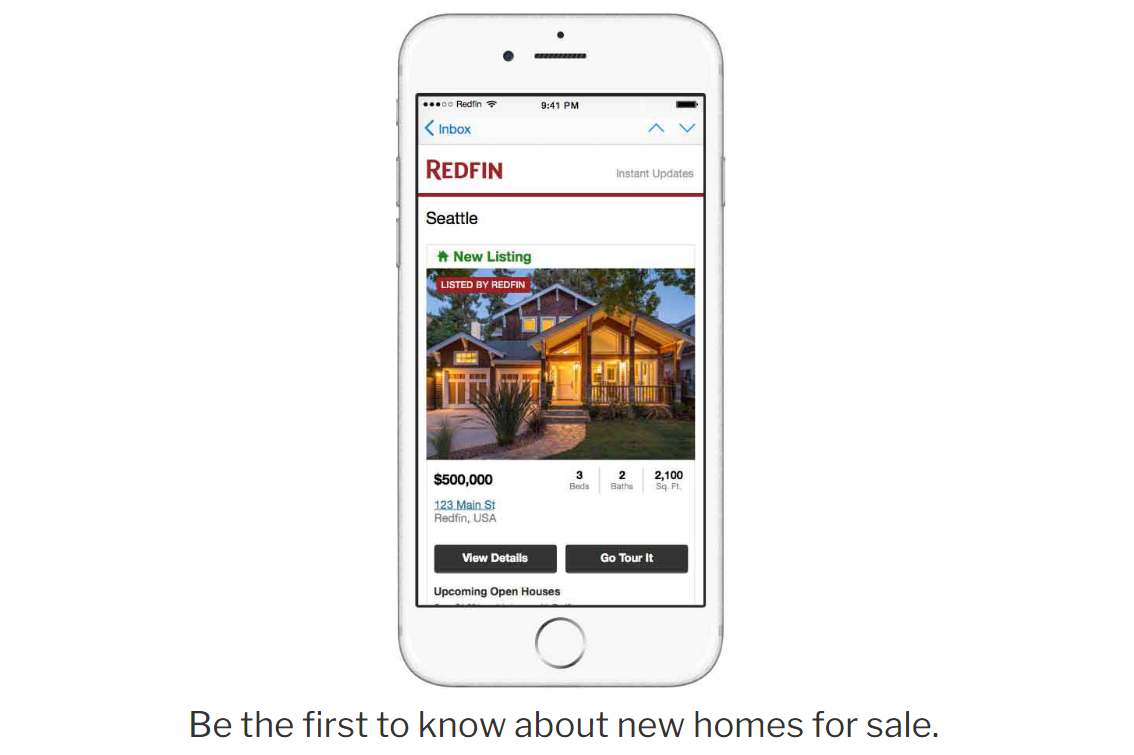 Redfin 9:41 PM
Inbox
REDFIN Instant Updates
Seattle
New Listing
LISTED BY REDFIN
$500,000 3 2 2,100
Beds Baths Sq. Ft.
123 Main St
Redfin, USA
View Details Go Tour It
Upcoming Open Houses
Be the first to know about new homes for sale.